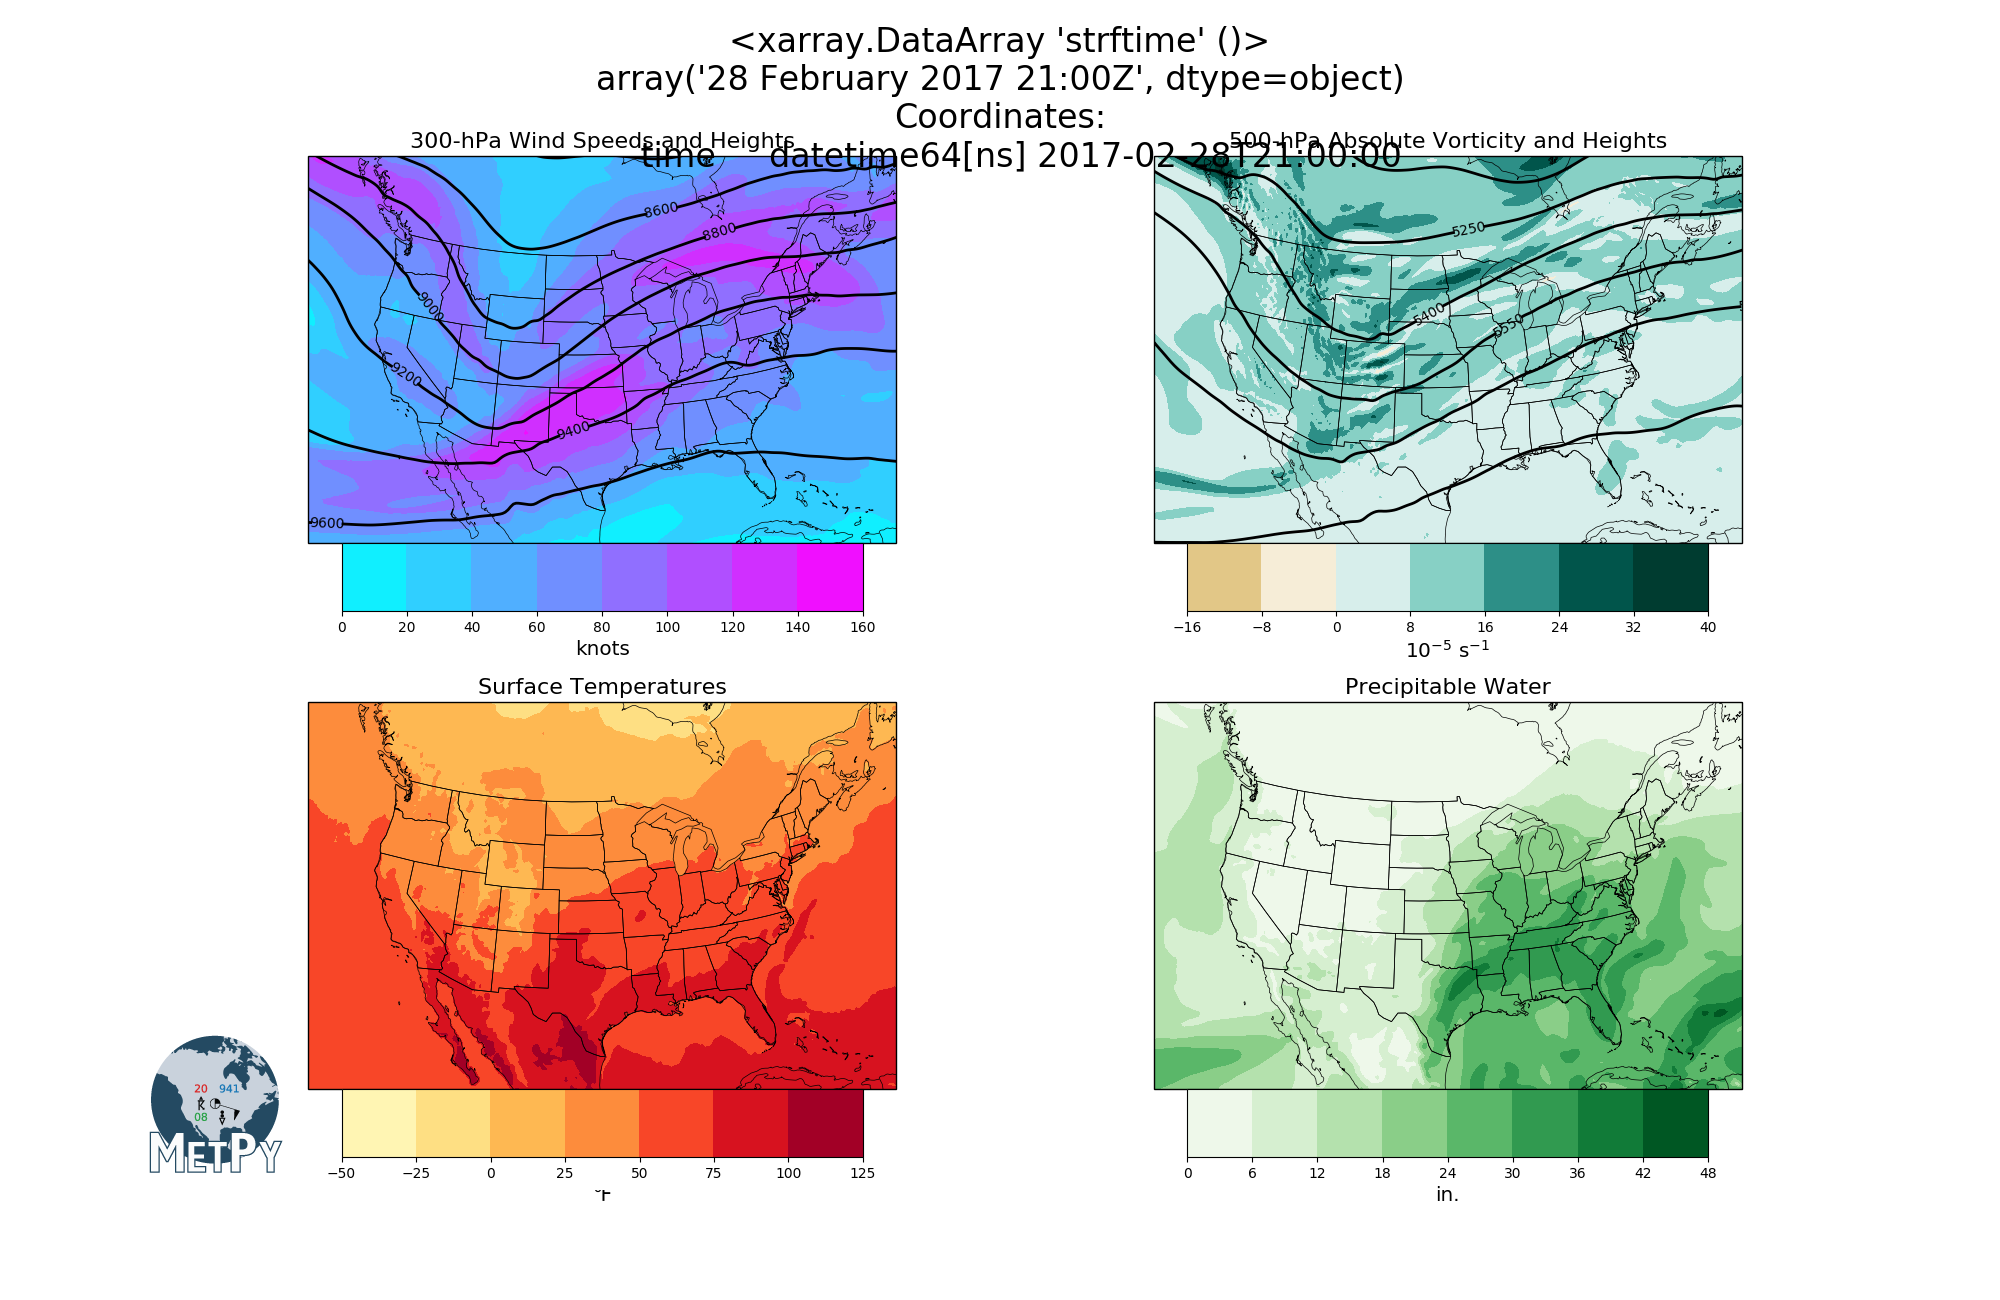 <xarray.DataArray 'strftime' ()>
array('28 February 2017 21:00Z', dtype=object)
Coordinates:
time datetime64[ns] 2017-02-28T21:00:00
300-hPa Wind Speeds and Heights
8600
8800
9000
9200
9400
9600
0 20 40 60 80 100 120 140 160
knots
500-hPa Absolute Vorticity and Heights
5250
5400
5550
−16 −8 0 8 16 24 32 40
10⁻⁵ s⁻¹
Surface Temperatures
−50 −25 0 25 50 75 100 125
°F
Precipitable Water
0 6 12 18 24 30 36 42 48
in.
20 941
K
08
METPY